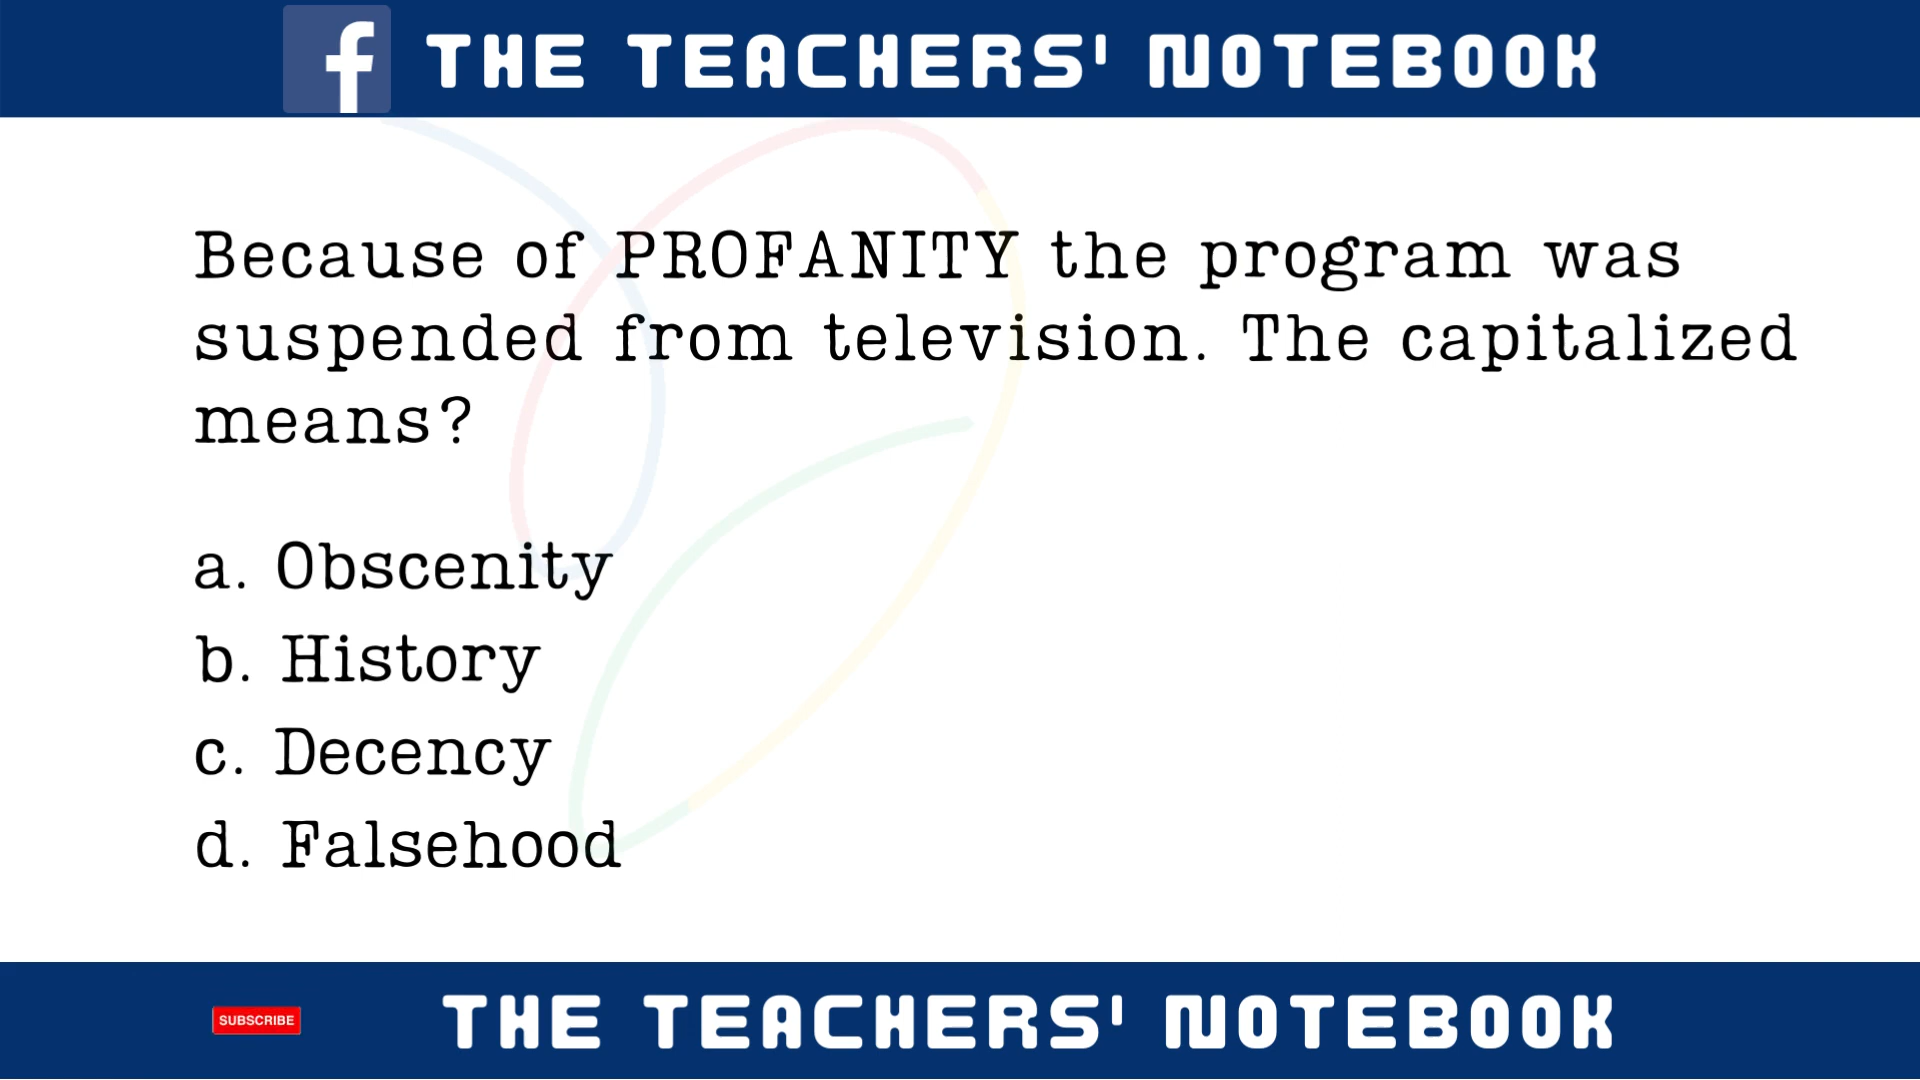 f THE TEACHERS' NOTEBOOK
Because of PROFANITY the program was
suspended from television. The capitalized
means?
a. Obscenity
b. History
c. Decency
d. Falsehood
SUBSCRIBE THE TEACHERS' NOTEBOOK